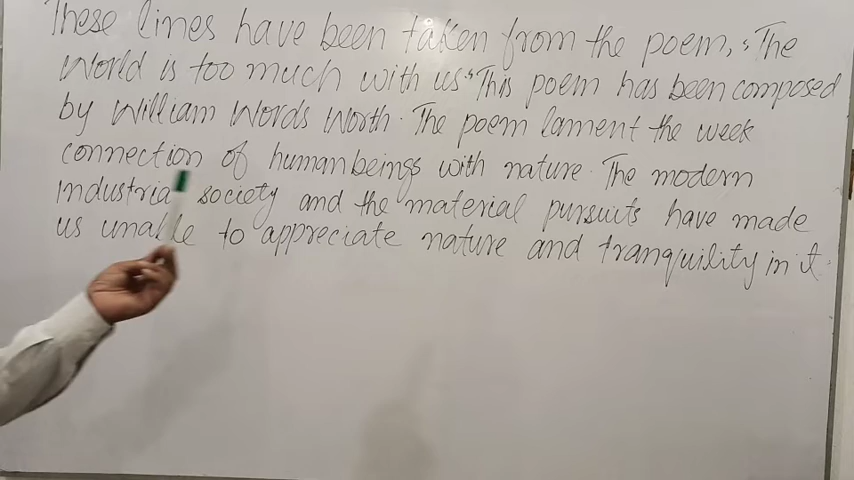 These lines have been taken from the poem, "The
World is too much with us" This poem has been composed
by William Words Worth. The poem lament the week
connection of human beings with nature. The modern
industrial society and the material pursuits have made
us unable to appreciate nature and tranquility in it.